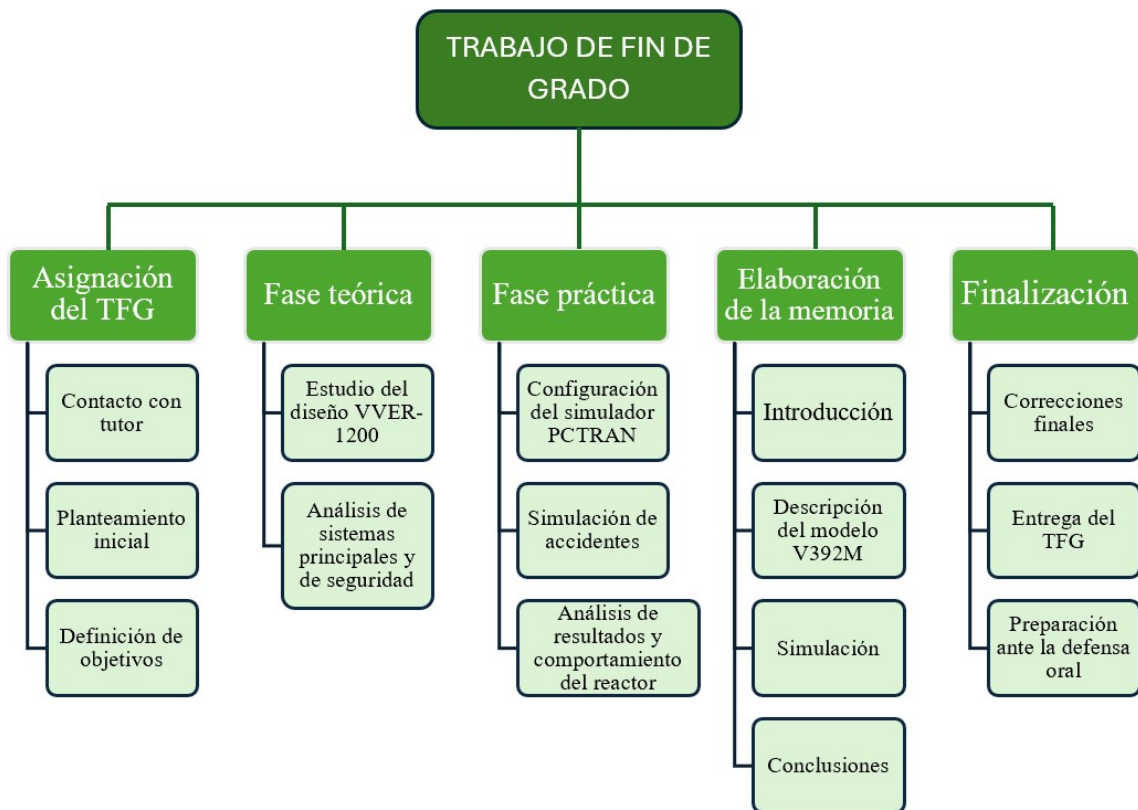 TRABAJO DE FIN DE
GRADO
Asignación
del TFG
Contacto con
tutor
Planteamiento
inicial
Definición de
objetivos
Fase teórica
Estudio del
diseño VVER-
1200
Análisis de
sistemas
principales y
de seguridad
Fase práctica
Configuración
del simulador
PCTRAN
Simulación de
accidentes
Análisis de
resultados y
comportamiento
del reactor
Elaboración
de la memoria
Introducción
Descripción
del modelo
V392M
Simulación
Conclusiones
Finalización
Correcciones
finales
Entrega del
TFG
Preparación
ante la defensa
oral